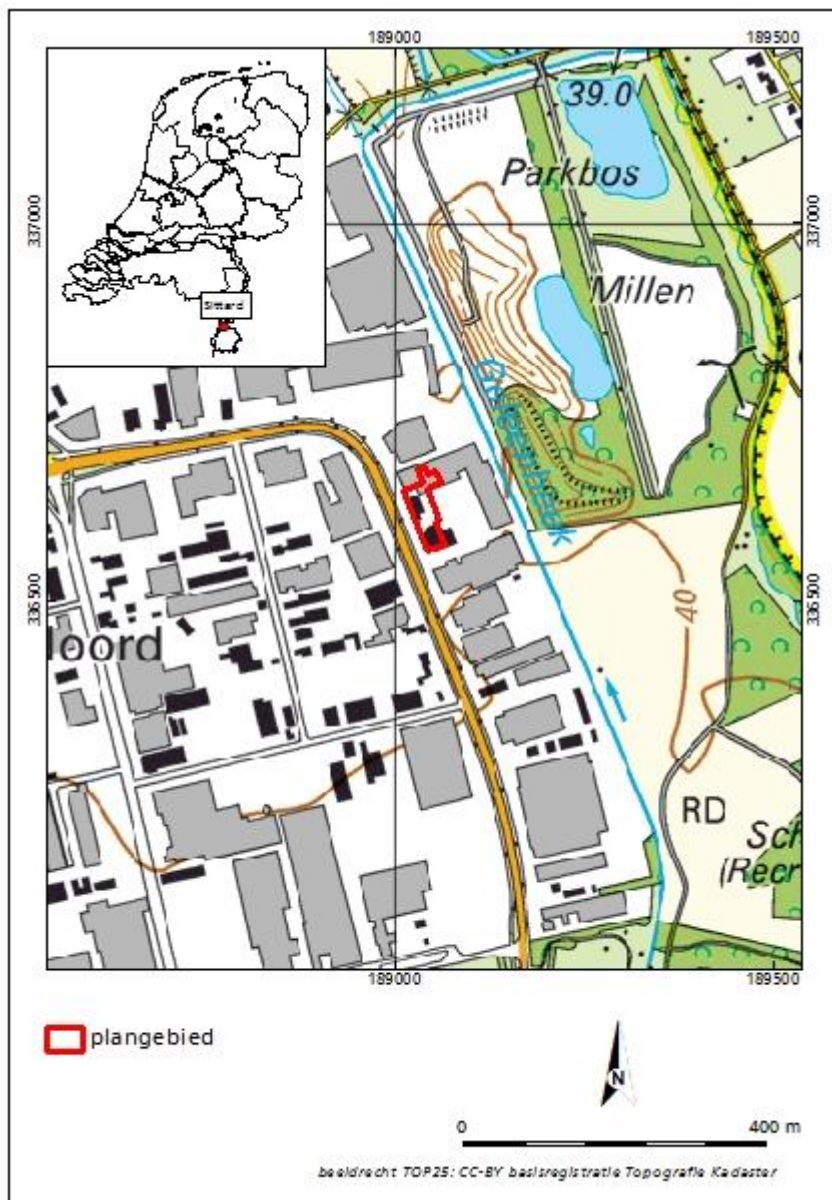 189000
189500
39.0
Parkbos
337000
337000
Millen
Sittard
Geleenbeek
336500
336500
40
Noord
RD
Sch
(Recr
189000
189500
plangebied
N
0
400 m
beeldrecht TOP25: CC-BY basisregistratie Topografie Kadaster